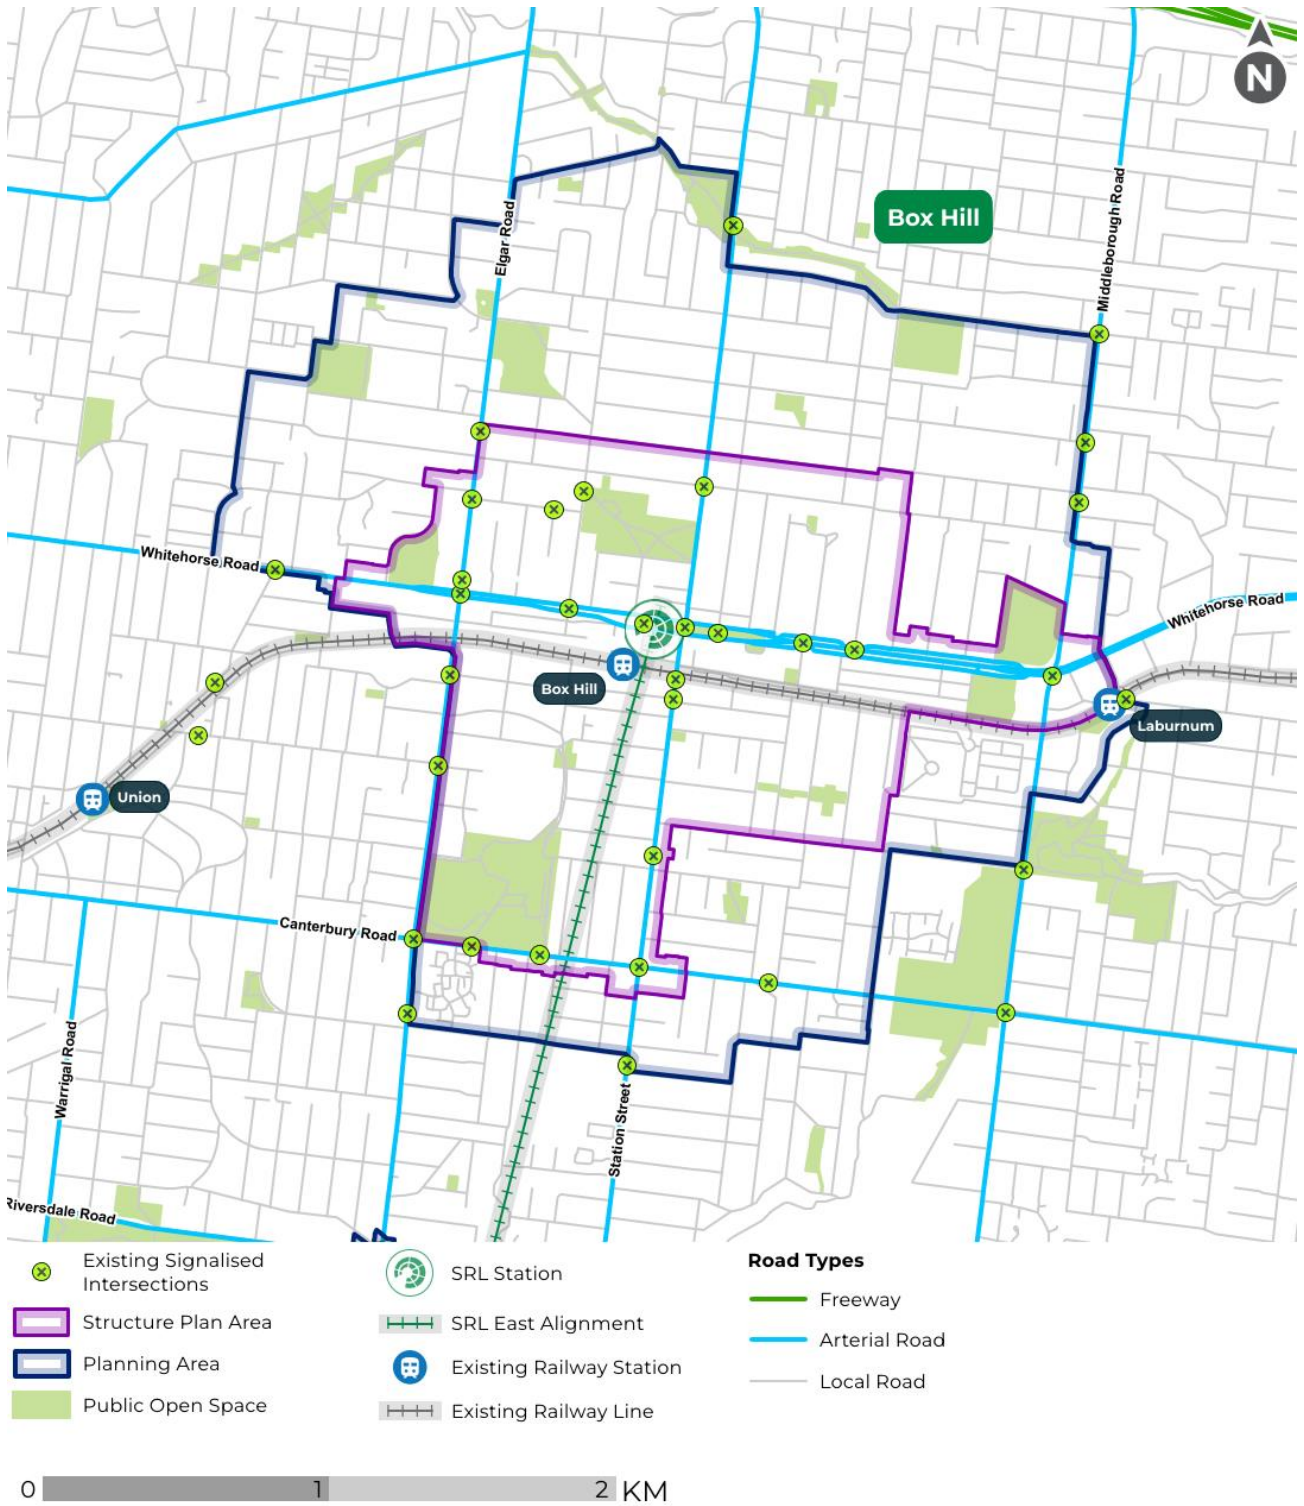 N
Box Hill
Middleborough Road
Elgar Road
Whitehorse Road
Whitehorse Road
Box Hill
Laburnum
Union
Canterbury Road
Warrigal Road
Station Street
Riversdale Road
Existing Signalised
Intersections
Structure Plan Area
Planning Area
Public Open Space
SRL Station
SRL East Alignment
Existing Railway Station
Existing Railway Line
Road Types
Freeway
Arterial Road
Local Road
0 1 2 KM